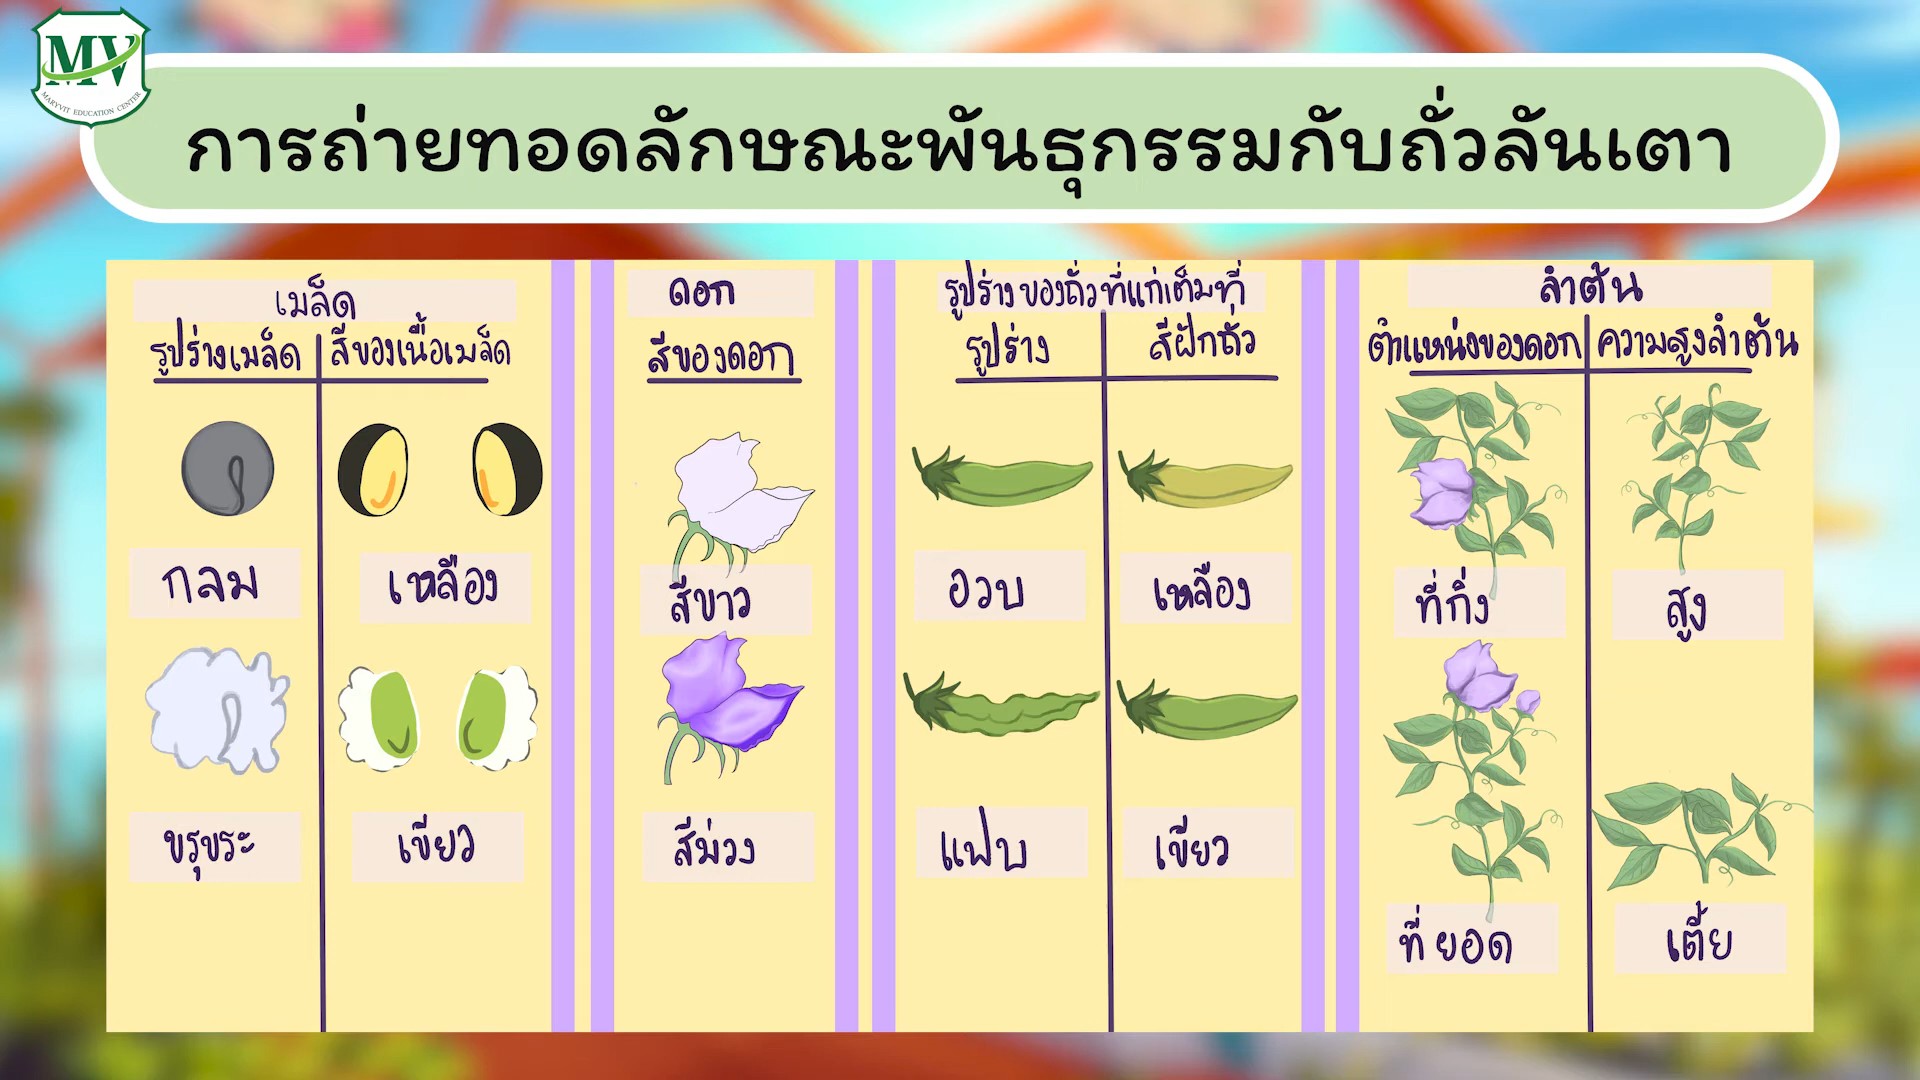 MV
MARYVIT EDUCATION CENTER
การถ่ายทอดลักษณะพันธุกรรมกับถั่วลันเตา
เมล็ด
รูปร่างเมล็ด
สีของเนื้อเมล็ด
กลม
เหลือง
ขรุขระ
เขียว
ดอก
สีของดอก
สีขาว
สีม่วง
รูปร่างของถั่วที่แก่เต็มที่
รูปร่าง
สีฝักถั่ว
อวบ
เหลือง
แฟบ
เขียว
ลำต้น
ตำแหน่งของดอก
ความสูงลำต้น
ที่กิ่ง
สูง
ที่ยอด
เตี้ย